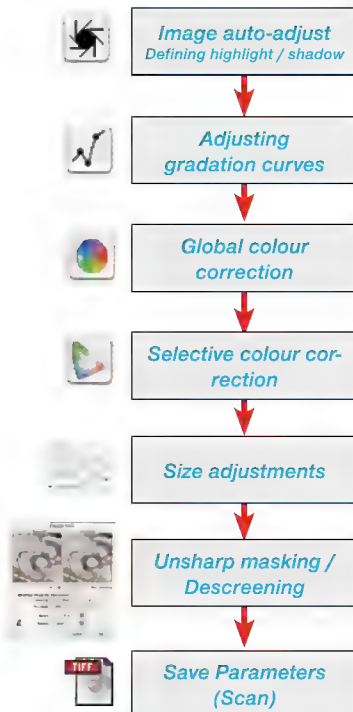 Image auto-adjust
Defining highlight / shadow
Adjusting
gradation curves
Global colour
correction
Selective colour cor-
rection
Size adjustments
Unsharp masking /
Descreening
TIFF
Save Parameters
(Scan)